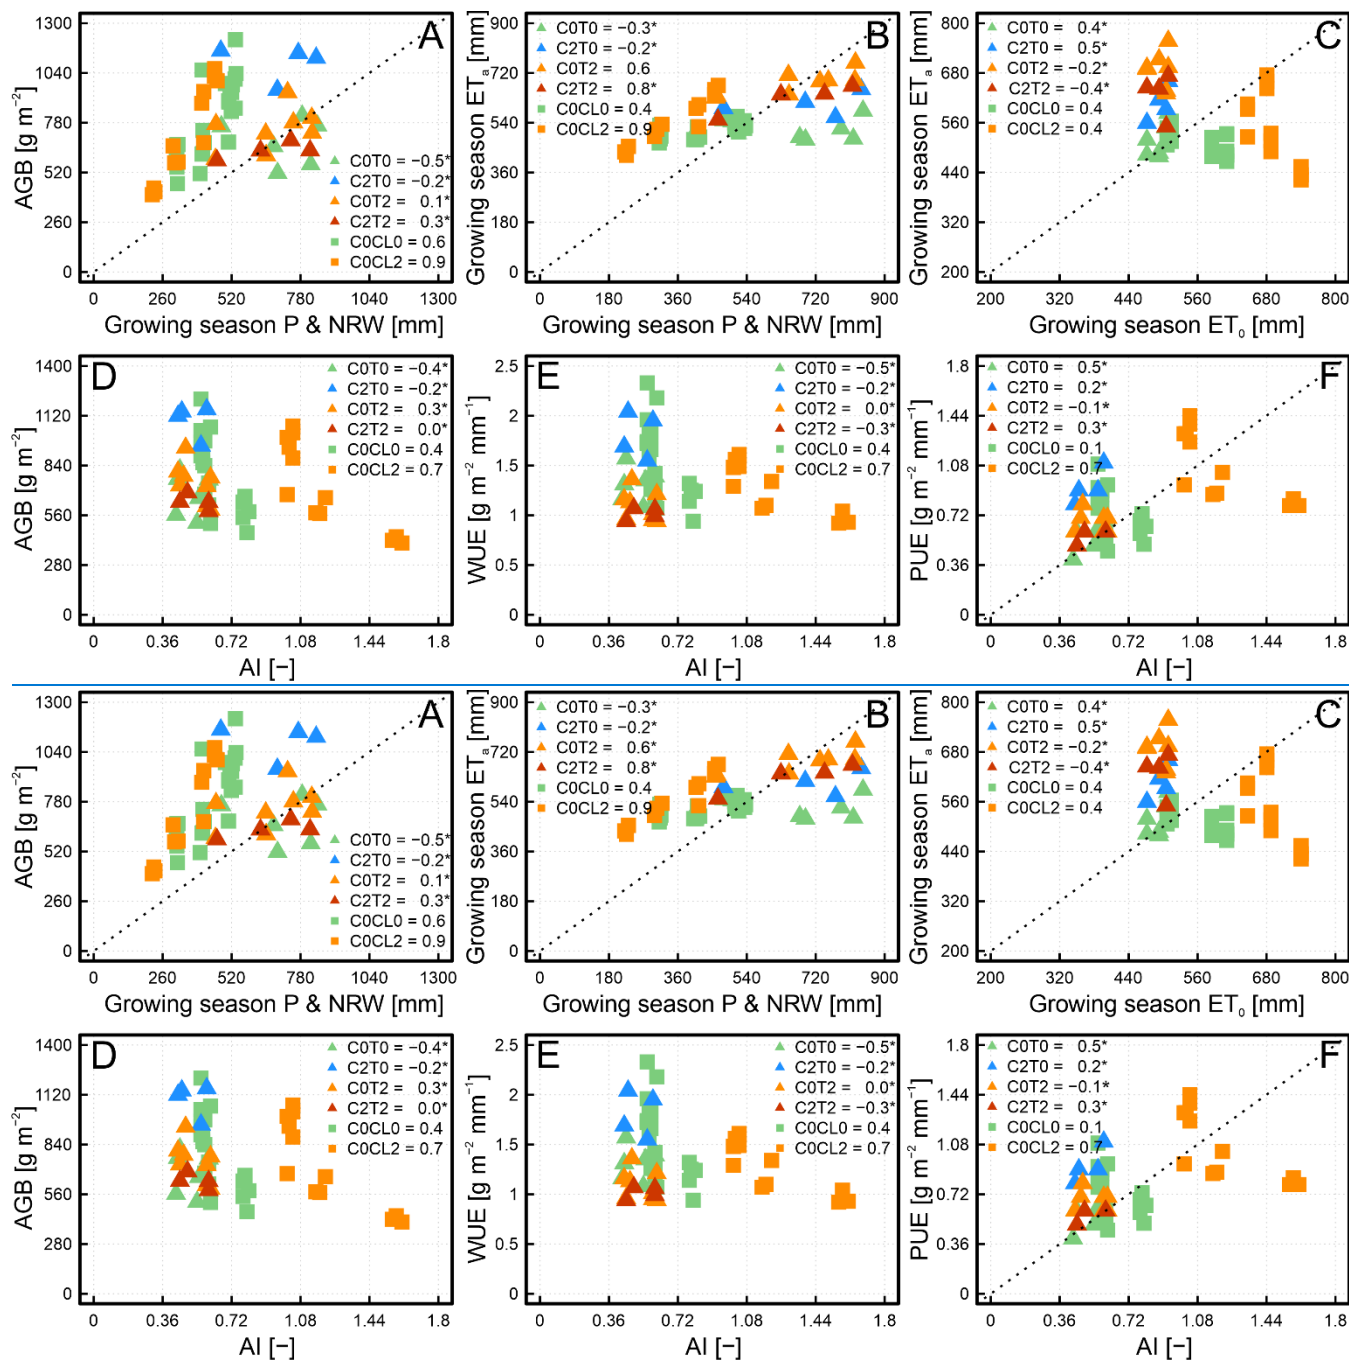 A
AGB [g m⁻²]
1300
1040
780
520
260
0
C0T0 = −0.5*
C2T0 = −0.2*
C0T2 = 0.1*
C2T2 = 0.3*
C0CL0 = 0.6
C0CL2 = 0.9
0 260 520 780 1040 1300
Growing season P & NRW [mm]
B
Growing season ETa [mm]
900
720
540
360
180
0
C0T0 = −0.3*
C2T0 = −0.2*
C0T2 = 0.6
C2T2 = 0.8*
C0CL0 = 0.4
C0CL2 = 0.9
0 180 360 540 720 900
Growing season P & NRW [mm]
C
Growing season ETa [mm]
800
680
560
440
320
200
C0T0 = 0.4*
C2T0 = 0.5*
C0T2 = −0.2*
C2T2 = −0.4*
C0CL0 = 0.4
C0CL2 = 0.4
200 320 440 560 680 800
Growing season ET₀ [mm]
D
AGB [g m⁻²]
1400
1120
840
560
280
0
C0T0 = −0.4*
C2T0 = −0.2*
C0T2 = 0.3*
C2T2 = 0.0*
C0CL0 = 0.4
C0CL2 = 0.7
0 0.36 0.72 1.08 1.44 1.8
AI [−]
E
WUE [g m⁻² mm⁻¹]
2.5
2
1.5
1
0.5
0
C0T0 = −0.5*
C2T0 = −0.2*
C0T2 = 0.0*
C2T2 = −0.3*
C0CL0 = 0.4
C0CL2 = 0.7
0 0.36 0.72 1.08 1.44 1.8
AI [−]
F
PUE [g m⁻² mm⁻¹]
1.8
1.44
1.08
0.72
0.36
0
C0T0 = 0.5*
C2T0 = 0.2*
C0T2 = −0.1*
C2T2 = 0.3*
C0CL0 = 0.1
C0CL2 = 0.7
0 0.36 0.72 1.08 1.44 1.8
AI [−]
A
AGB [g m⁻²]
1300
1040
780
520
260
0
C0T0 = −0.5*
C2T0 = −0.2*
C0T2 = 0.1*
C2T2 = 0.3*
C0CL0 = 0.6
C0CL2 = 0.9
0 260 520 780 1040 1300
Growing season P & NRW [mm]
B
Growing season ETa [mm]
900
720
540
360
180
0
C0T0 = −0.3*
C2T0 = −0.2*
C0T2 = 0.6*
C2T2 = 0.8*
C0CL0 = 0.4
C0CL2 = 0.9
0 180 360 540 720 900
Growing season P & NRW [mm]
C
Growing season ETa [mm]
800
680
560
440
320
200
C0T0 = 0.4*
C2T0 = 0.5*
C0T2 = −0.2*
C2T2 = −0.4*
C0CL0 = 0.4
C0CL2 = 0.4
200 320 440 560 680 800
Growing season ET₀ [mm]
D
AGB [g m⁻²]
1400
1120
840
560
280
0
C0T0 = −0.4*
C2T0 = −0.2*
C0T2 = 0.3*
C2T2 = 0.0*
C0CL0 = 0.4
C0CL2 = 0.7
0 0.36 0.72 1.08 1.44 1.8
AI [−]
E
WUE [g m⁻² mm⁻¹]
2.5
2
1.5
1
0.5
0
C0T0 = −0.5*
C2T0 = −0.2*
C0T2 = 0.0*
C2T2 = −0.3*
C0CL0 = 0.4
C0CL2 = 0.7
0 0.36 0.72 1.08 1.44 1.8
AI [−]
F
PUE [g m⁻² mm⁻¹]
1.8
1.44
1.08
0.72
0.36
0
C0T0 = 0.5*
C2T0 = 0.2*
C0T2 = −0.1*
C2T2 = 0.3*
C0CL0 = 0.1
C0CL2 = 0.7
0 0.36 0.72 1.08 1.44 1.8
AI [−]